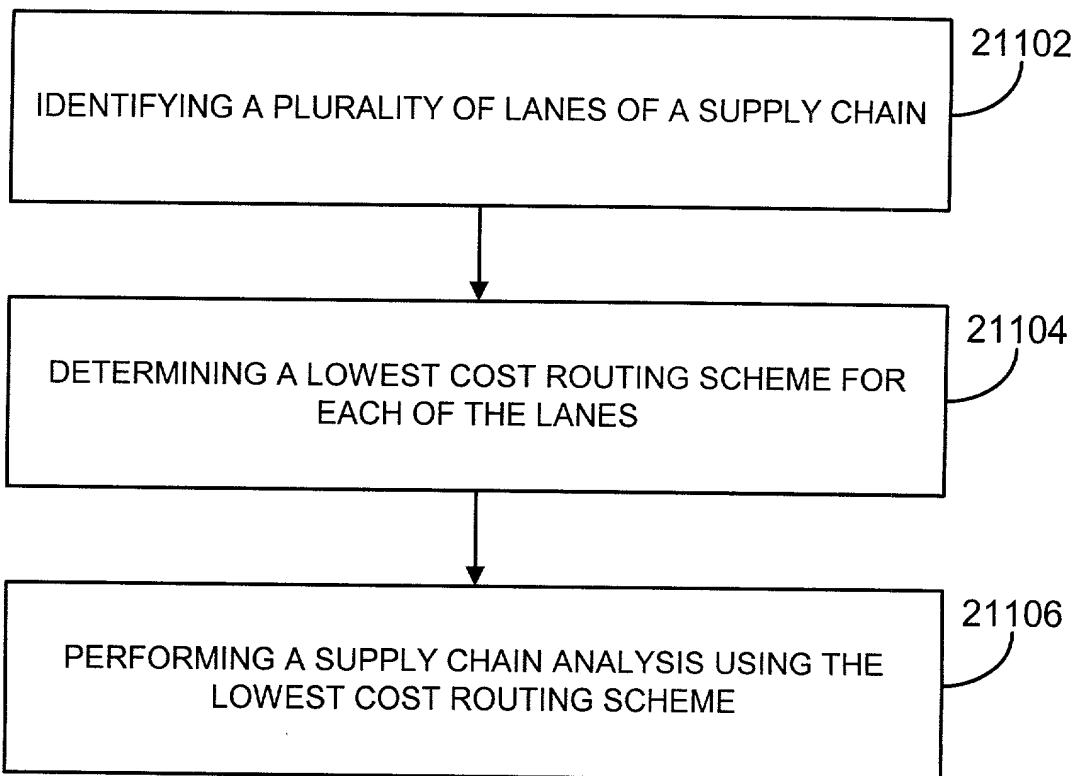 21102
IDENTIFYING A PLURALITY OF LANES OF A SUPPLY CHAIN
21104
DETERMINING A LOWEST COST ROUTING SCHEME FOR
EACH OF THE LANES
21106
PERFORMING A SUPPLY CHAIN ANALYSIS USING THE
LOWEST COST ROUTING SCHEME